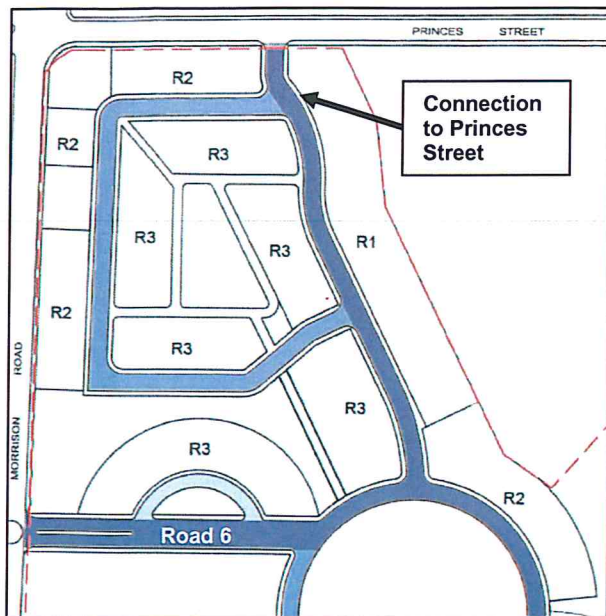 PRINCES STREET
R2
Connection
to Princes
Street
R2
R3
R3
R3
R1
R2
R3
MORRISON ROAD
R3
R3
R2
Road 6